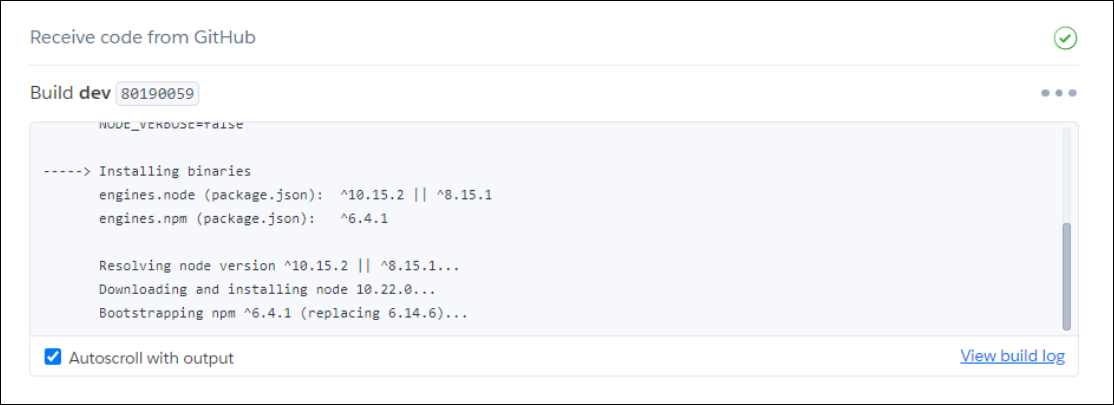 Receive code from GitHub
Build dev 80190059
NODE_VERBOSE=false
-----> Installing binaries
engines.node (package.json): ^10.15.2 || ^8.15.1
engines.npm (package.json): ^6.4.1
Resolving node version ^10.15.2 || ^8.15.1...
Downloading and installing node 10.22.0...
Bootstrapping npm ^6.4.1 (replacing 6.14.6)...
Autoscroll with output View build log